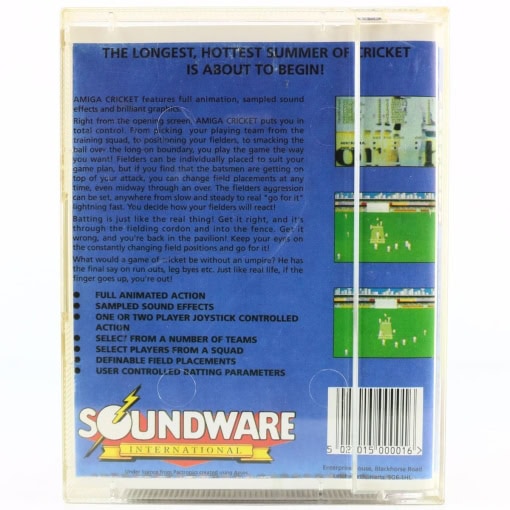 THE LONGEST, HOTTEST SUMMER OF CRICKET
IS ABOUT TO BEGIN!
AMIGA CRICKET features full animation, sampled sound
effects and brilliant graphics.
Right from the opening screen, AMIGA CRICKET puts you in
total control. From picking your playing team from the
training squad, to positioning your fielders, to smacking the
ball over the long on boundary, you play the game the way
you want! Fielders can be individually placed to suit your
game plan, but if you find that the batsmen are getting on
top of your attack, you can change field placements at any
time, even midway through an over. The fielders aggression
can be set, anywhere from slow and steady to real "go for it"
lightning fast. You decide how your fielders will react!
Batting is just like the real thing! Get it right, and it's
through the fielding cordon and into the fence. Get it
wrong, and you're back in the pavilion! Keep your eyes on
the constantly changing field positions and go for it!
What would a game of cricket be without an umpire? He has
the final say on run outs, leg byes etc. Just like real life, if the
finger goes up, you're out!
● FULL ANIMATED ACTION
● SAMPLED SOUND EFFECTS
● ONE OR TWO PLAYER JOYSTICK CONTROLLED
ACTION
● SELECT FROM A NUMBER OF TEAMS
● SELECT PLAYERS FROM A SQUAD
● DEFINABLE FIELD PLACEMENTS
● USER CONTROLLED BATTING PARAMETERS
SOUNDWARE
INTERNATIONAL
5 021015 000016 >
House, Blackhorse Road
SG6 1HL